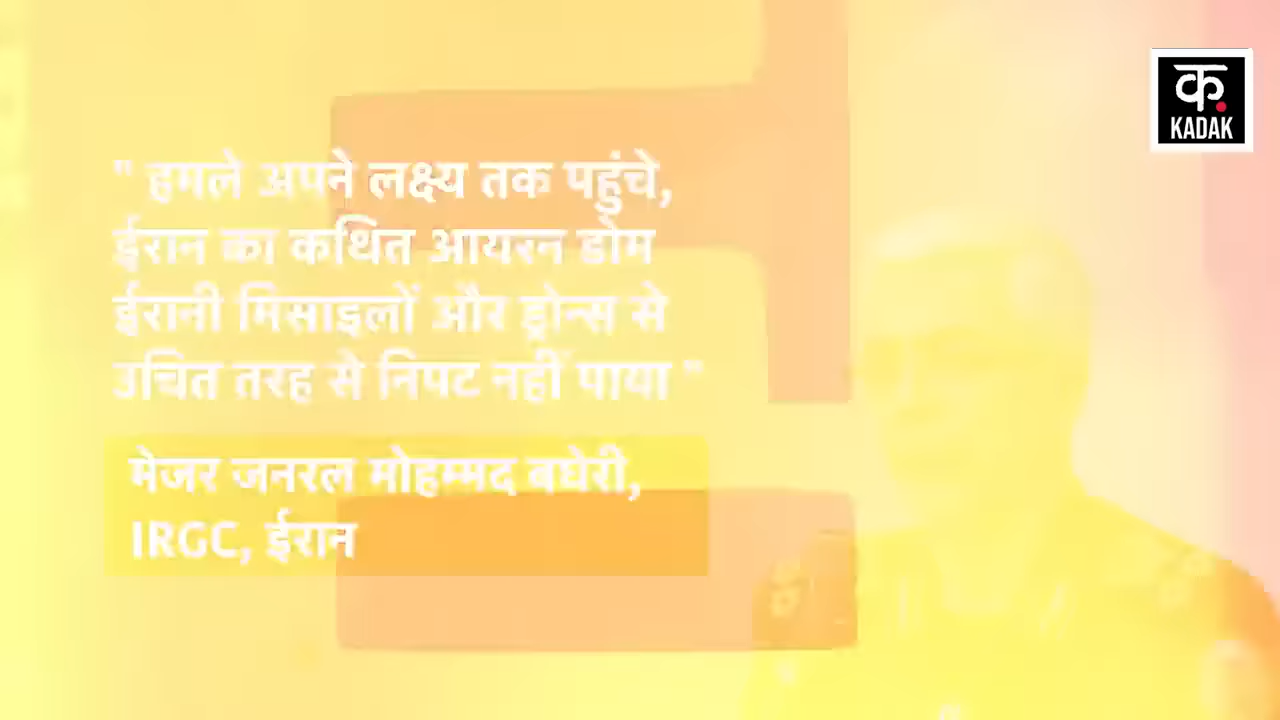 " हमले अपने लक्ष्य तक पहुंचे,
ईरान का कथित आयरन डोम
ईरानी मिसाइलों और ड्रोन्स से
उचित तरह से निपट नहीं पाया "
मेजर जनरल मोहम्मद बघेरी,
IRGC, ईरान
क.
KADAK